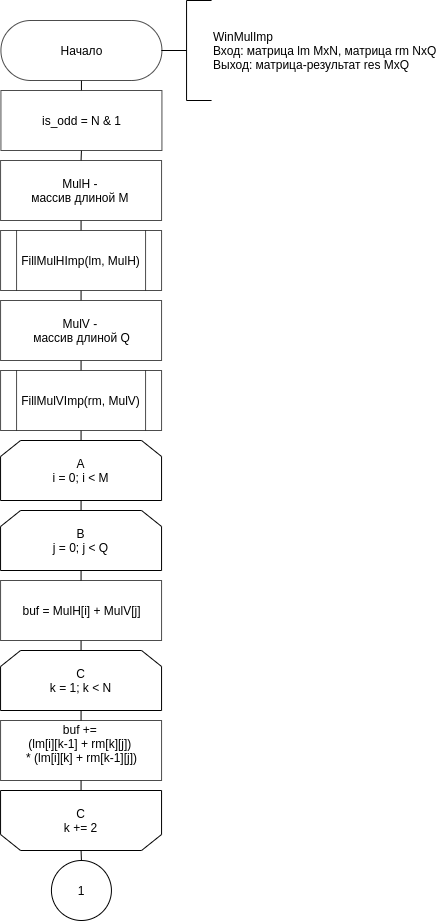 Начало
WinMulImp
Вход: матрица lm MxN, матрица rm NxQ
Выход: матрица-результат res MxQ
is_odd = N & 1
MulH -
массив длиной M
FillMulHImp(lm, MulH)
MulV -
массив длиной Q
FillMulVImp(rm, MulV)
A
i = 0; i < M
B
j = 0; j < Q
buf = MulH[i] + MulV[j]
C
k = 1; k < N
buf +=
(lm[i][k-1] + rm[k][j])
* (lm[i][k] + rm[k-1][j])
C
k += 2
1